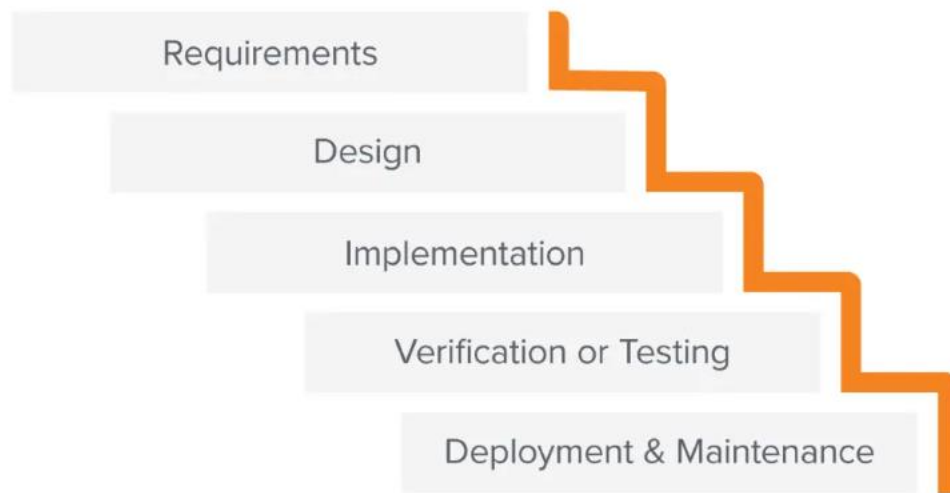 Requirements
Design
Implementation
Verification or Testing
Deployment & Maintenance